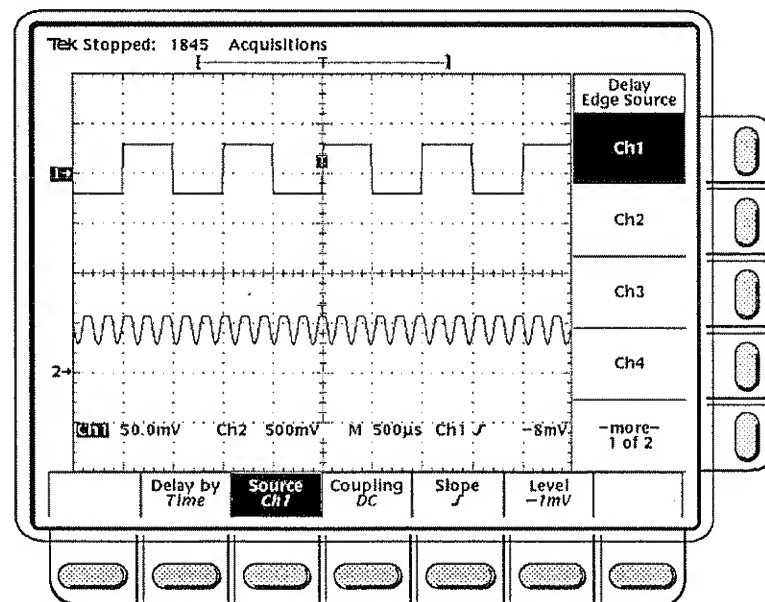 Tek Stopped: 1845 Acquisitions
T
Delay
Edge Source
Ch1
Ch2
Ch3
Ch4
-more-
1 of 2
T
1→
2→
Ch1 50.0mV Ch2 500mV M 500µs Ch1 ƒ -8mV
Delay by
Time
Source
Ch1
Coupling
DC
Slope
ƒ
Level
-1mV